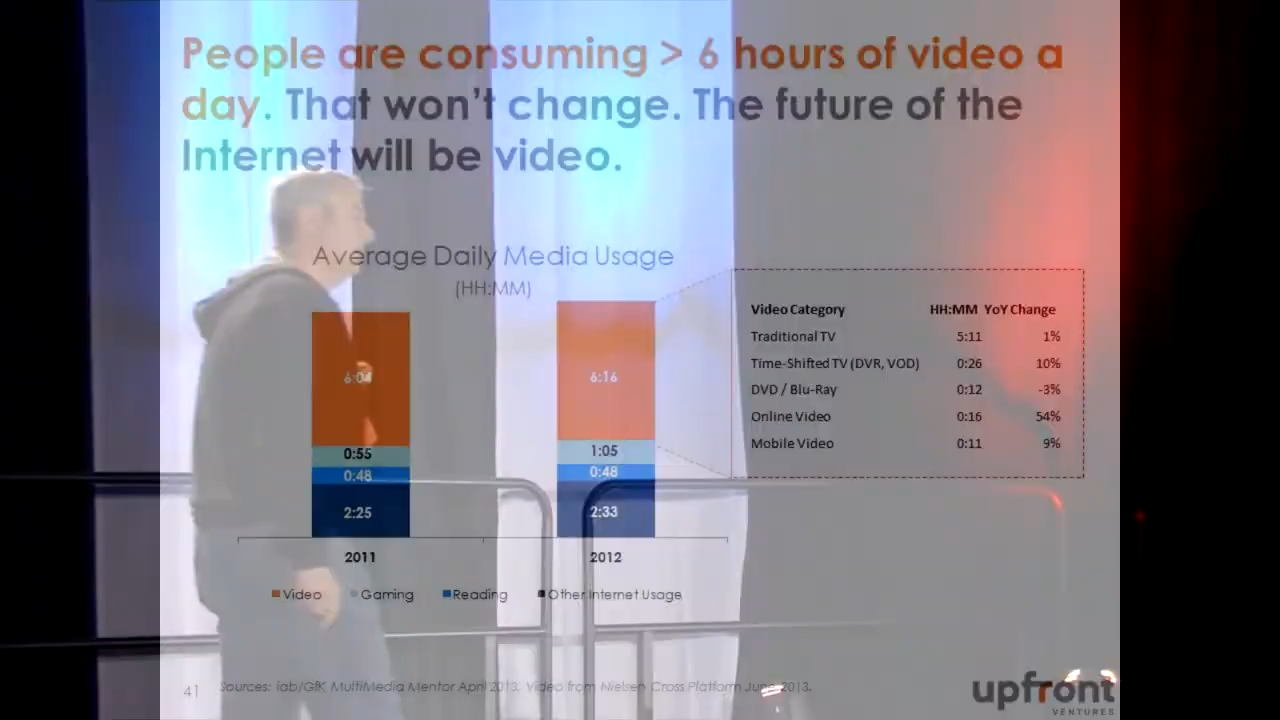 People are consuming > 6 hours of video a
day. That won't change. The future of the
Internet will be video.
Average Daily Media Usage
(HH:MM)
6:04
0:55
0:48
2:25
6:16
1:05
0:48
2:33
2011
2012
Video Gaming Reading Other Internet Usage
Video Category HH:MM YoY Change
Traditional TV 5:11 1%
Time-Shifted TV (DVR, VOD) 0:26 10%
DVD / Blu-Ray 0:12 -3%
Online Video 0:16 54%
Mobile Video 0:11 9%
41 Sources: iab/GfK MultiMedia Mentor April 2013. Video from Nielsen Cross Platform June 2013.
upfront
VENTURES